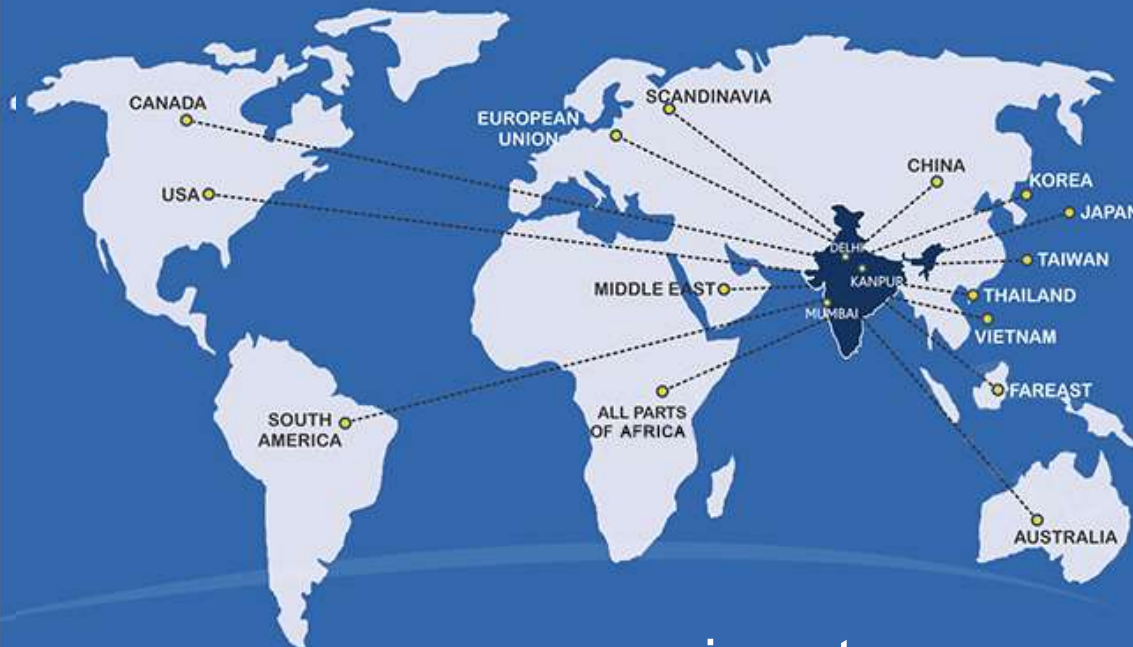 CANADA
SCANDINAVIA
EUROPEAN
UNION
CHINA
KOREA
USA
JAPAN
DELHI
TAIWAN
KANPUR
MIDDLE EAST
THAILAND
MUMBAI
VIETNAM
FAREAST
ALL PARTS
OF AFRICA
SOUTH
AMERICA
AUSTRALIA